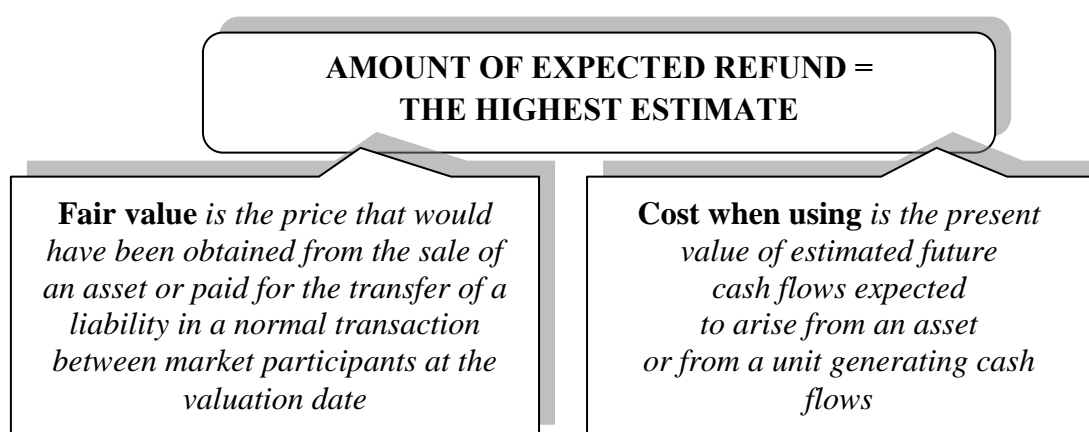 AMOUNT OF EXPECTED REFUND =
THE HIGHEST ESTIMATE
Fair value is the price that would
have been obtained from the sale of
an asset or paid for the transfer of a
liability in a normal transaction
between market participants at the
valuation date
Cost when using is the present
value of estimated future
cash flows expected
to arise from an asset
or from a unit generating cash
flows